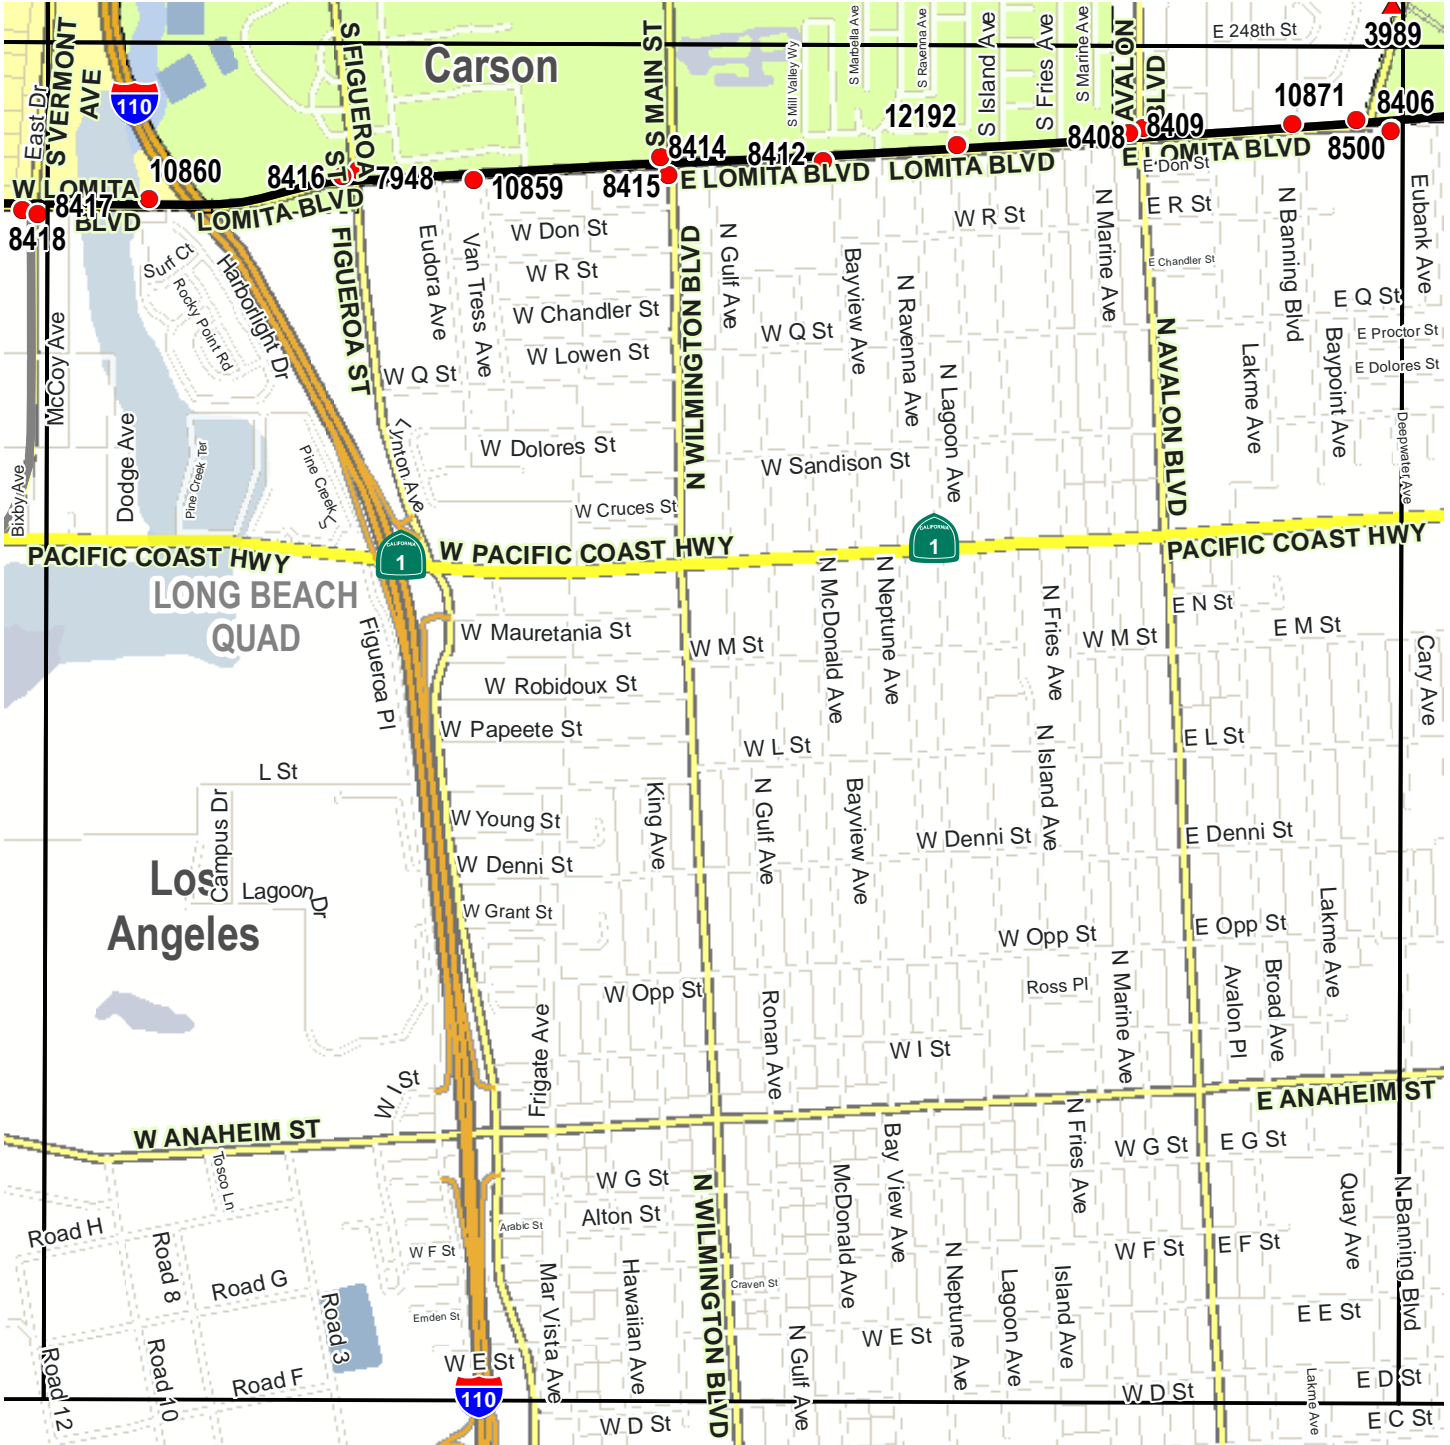 E 248th St
3989
Carson
S VERMONT
AVE
East Dr
110
S FIGUEROA
ST
S MAIN ST
S Mill Valley Wy
S Marbella Ave
S Ravenna Ave
S Island Ave
S Fries Ave
S Marine Ave
AVALON
BLVD
12192
10871
8406
8408
8409
8500
8414
8412
8415
10860
8416
7948
10859
8417
8418
W LOMITA
BLVD
LOMITA BLVD
E LOMITA BLVD
LOMITA BLVD
E LOMITA BLVD
E Don St
Surf Ct
Rocky Point Rd
Harborlight Dr
FIGUEROA ST
Eudora Ave
Van Tress Ave
W Don St
W R St
W Chandler St
W Lowen St
W Q St
N WILMINGTON BLVD
N Gulf Ave
W Q St
Bayview Ave
N Ravenna Ave
W R St
N Marine Ave
E R St
E Chandler St
N Banning Blvd
Eubank Ave
E Q St
E Proctor St
E Dolores St
N AVALON BLVD
Lakme Ave
Baypoint Ave
Deepwater Ave
N Lagoon Ave
McCoy Ave
Dodge Ave
Bixby Ave
Pine Creek Ter
Pine Creek L
Lynton Ave
W Dolores St
W Sandison St
W Cruces St
PACIFIC COAST HWY
CALIFORNIA
1
W PACIFIC COAST HWY
CALIFORNIA
1
PACIFIC COAST HWY
LONG BEACH
QUAD
Figueroa Pl
W Mauretania St
W M St
N McDonald Ave
N Neptune Ave
N Fries Ave
W M St
E N St
E M St
Cary Ave
W Robidoux St
W Papeete St
W L St
N Island Ave
E L St
L St
Campus Dr
W Young St
King Ave
N Gulf Ave
Bayview Ave
W Denni St
E Denni St
W Denni St
Los
Angeles
Lagoon Dr
W Grant St
W Opp St
E Opp St
Lakme Ave
W Opp St
Ross Pl
Ronan Ave
N Marine Ave
Avalon Pl
Broad Ave
W I St
W I St
Frigate Ave
E ANAHEIM ST
W ANAHEIM ST
Tosco Ln
N Fries Ave
W G St
E G St
W G St
Bay View Ave
McDonald Ave
N WILMINGTON BLVD
Alton St
Arabic St
Road H
Road 8
Road G
W F St
W F St
E F St
Quay Ave
N Banning Blvd
Craven St
Hawaiian Ave
Mar Vista Ave
N Neptune Ave
Lagoon Ave
Island Ave
Emden St
Road 3
E E St
W E St
W E St
N Gulf Ave
Road 12
Road 10
Road F
110
E D St
W D St
Lakme Ave
W D St
E C St